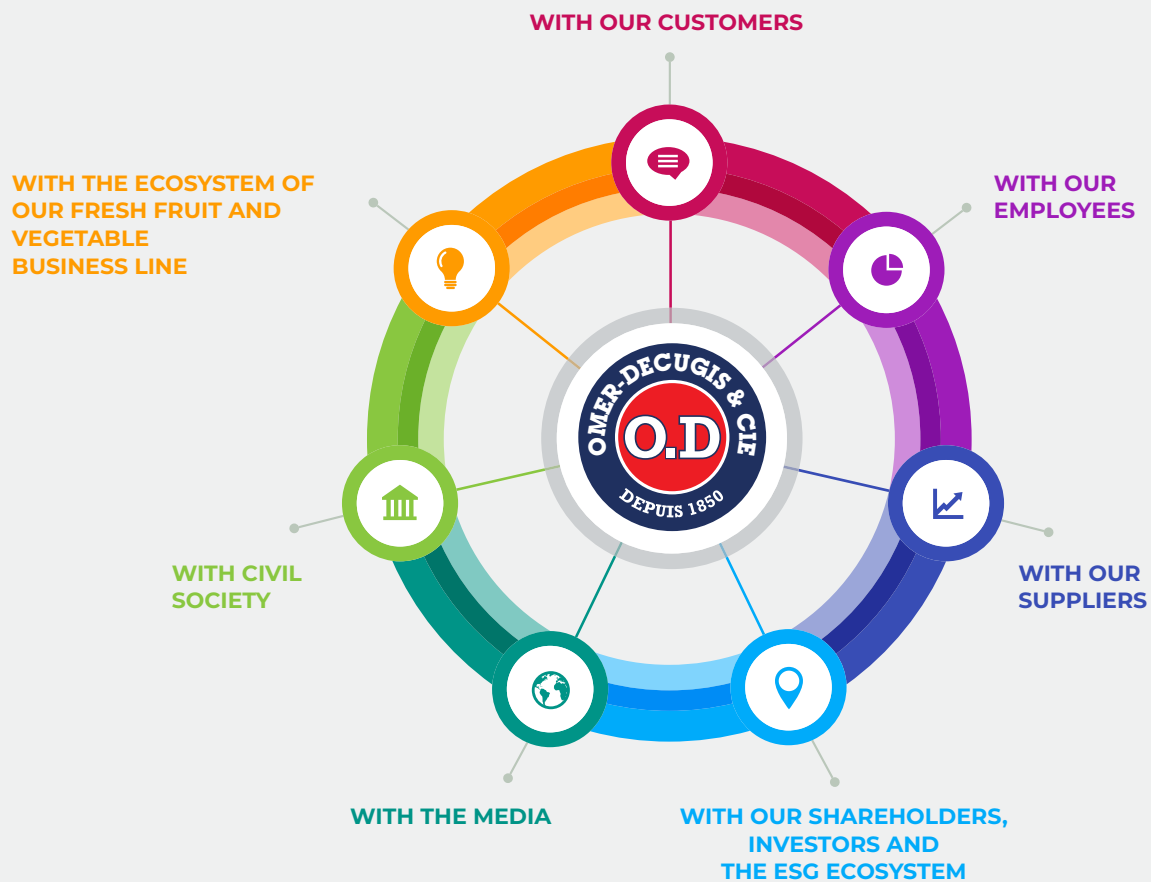 WITH OUR CUSTOMERS
WITH THE ECOSYSTEM OF
OUR FRESH FRUIT AND
VEGETABLE
BUSINESS LINE
WITH OUR
EMPLOYEES
OMER-DECUGIS & CIE
O.D
DEPUIS 1850
WITH CIVIL
SOCIETY
WITH OUR
SUPPLIERS
WITH THE MEDIA
WITH OUR SHAREHOLDERS,
INVESTORS AND
THE ESG ECOSYSTEM